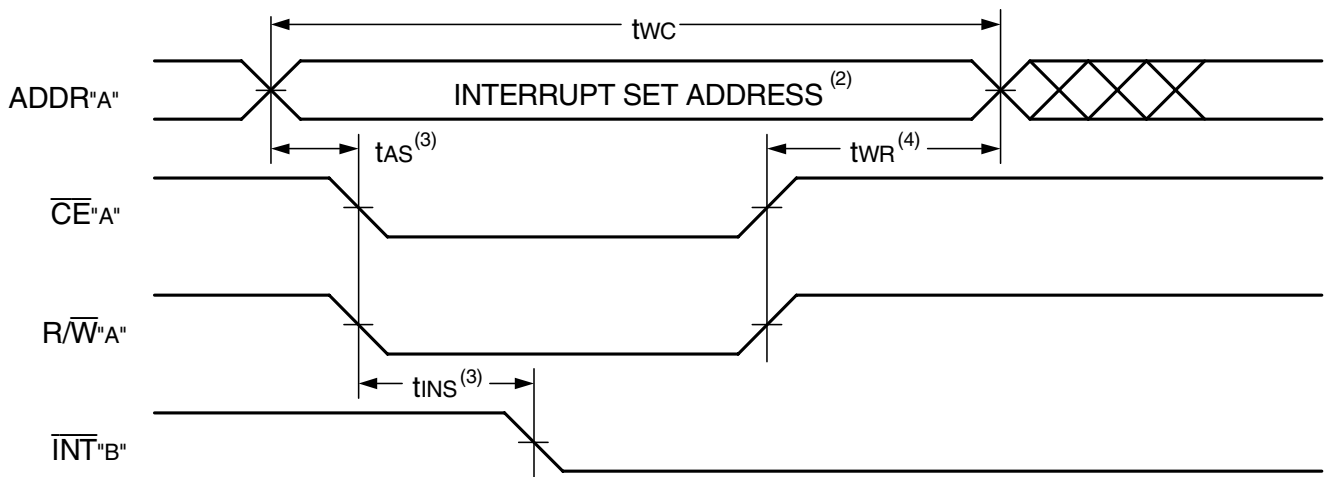 tWC
ADDR"A" INTERRUPT SET ADDRESS (2)
tAS(3) tWR(4)
CE"A"
R/W"A"
tINS(3)
INT"B"